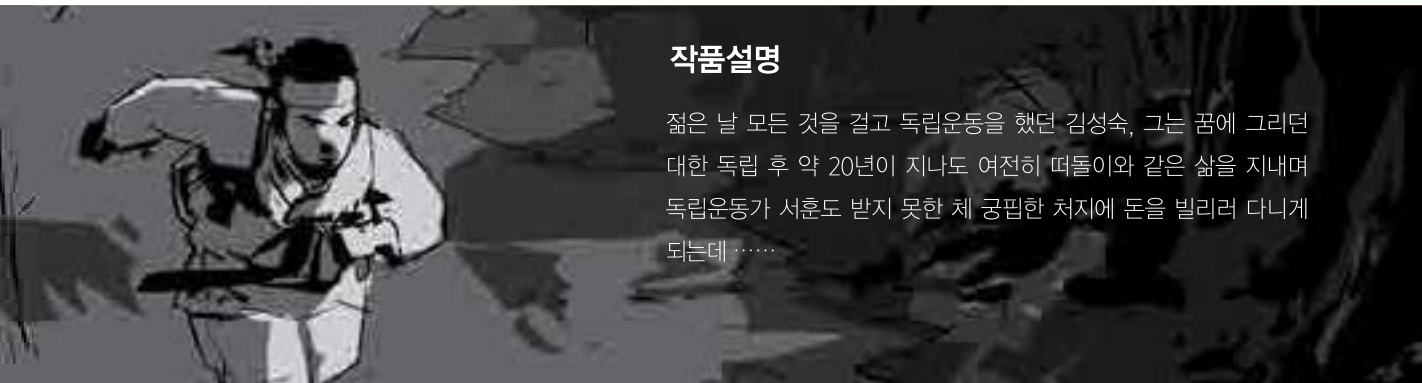 작품설명
젊은 날 모든 것을 걸고 독립운동을 했던 김성숙, 그는 꿈에 그리던
대한 독립 후 약 20년이 지나도 여전히 떠돌이와 같은 삶을 지내며
독립운동가 서훈도 받지 못한 체 궁핍한 처지에 돈을 빌리러 다니게
되는데 ……